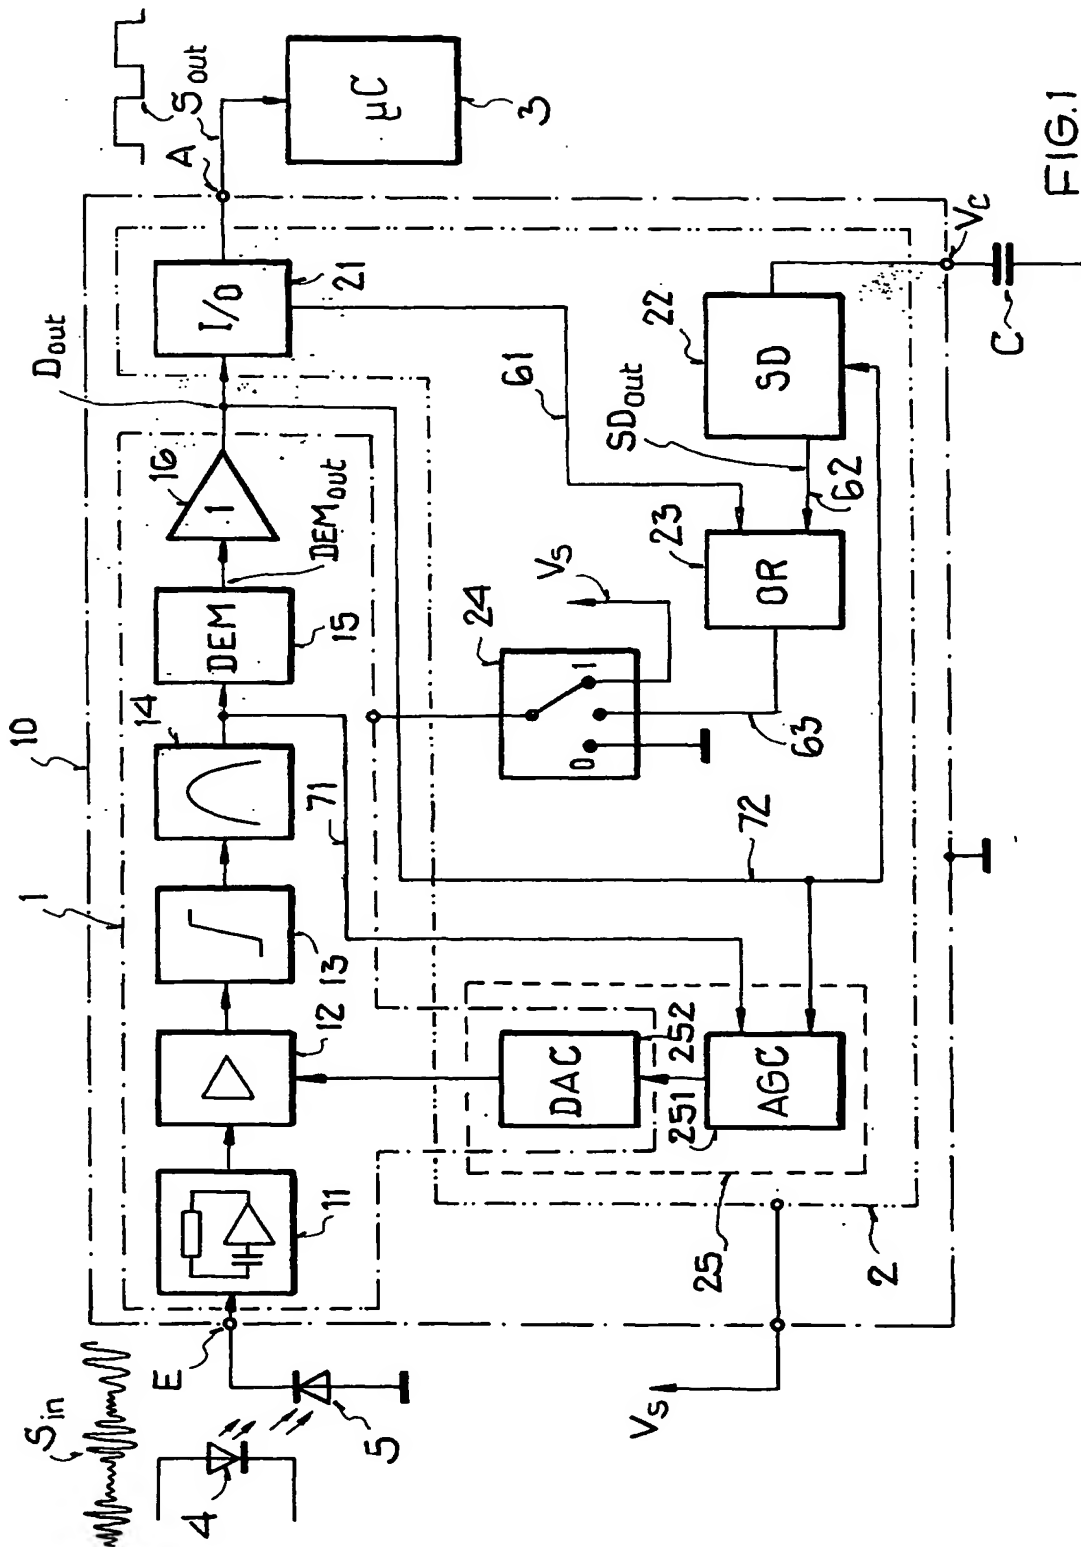 S_in
4
5
E
10
1
11
12
13
14
DEM
15
DEM_out
1
16
D_out
I/O
21
A
S_out
µC
3
71
61
24
V_S
0
1
63
OR
23
SD_out
62
SD
22
V_C
C
72
DAC
252
AGC
251
25
2
V_S
FIG.1